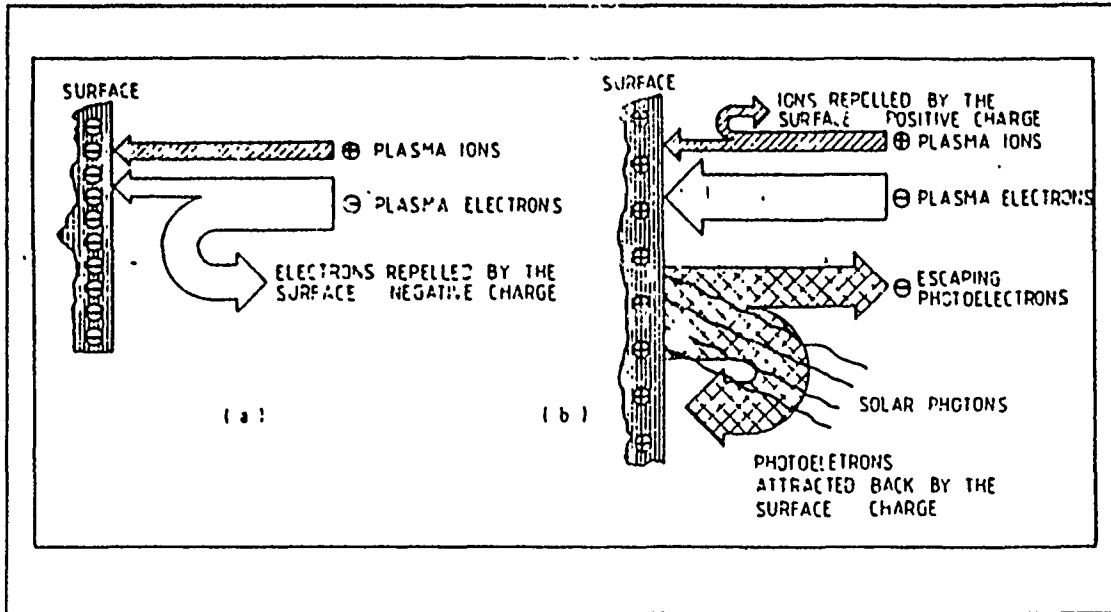 SURFACE
⊕ PLASMA IONS
⊖ PLASMA ELECTRONS
ELECTRONS REPELLED BY THE
SURFACE NEGATIVE CHARGE
(a)
SURFACE
IONS REPELLED BY THE
SURFACE POSITIVE CHARGE
⊕ PLASMA IONS
⊖ PLASMA ELECTRONS
⊖ ESCAPING
PHOTOELECTRONS
SOLAR PHOTONS
(b)
PHOTOELETRONS
ATTRACTED BACK BY THE
SURFACE CHARGE